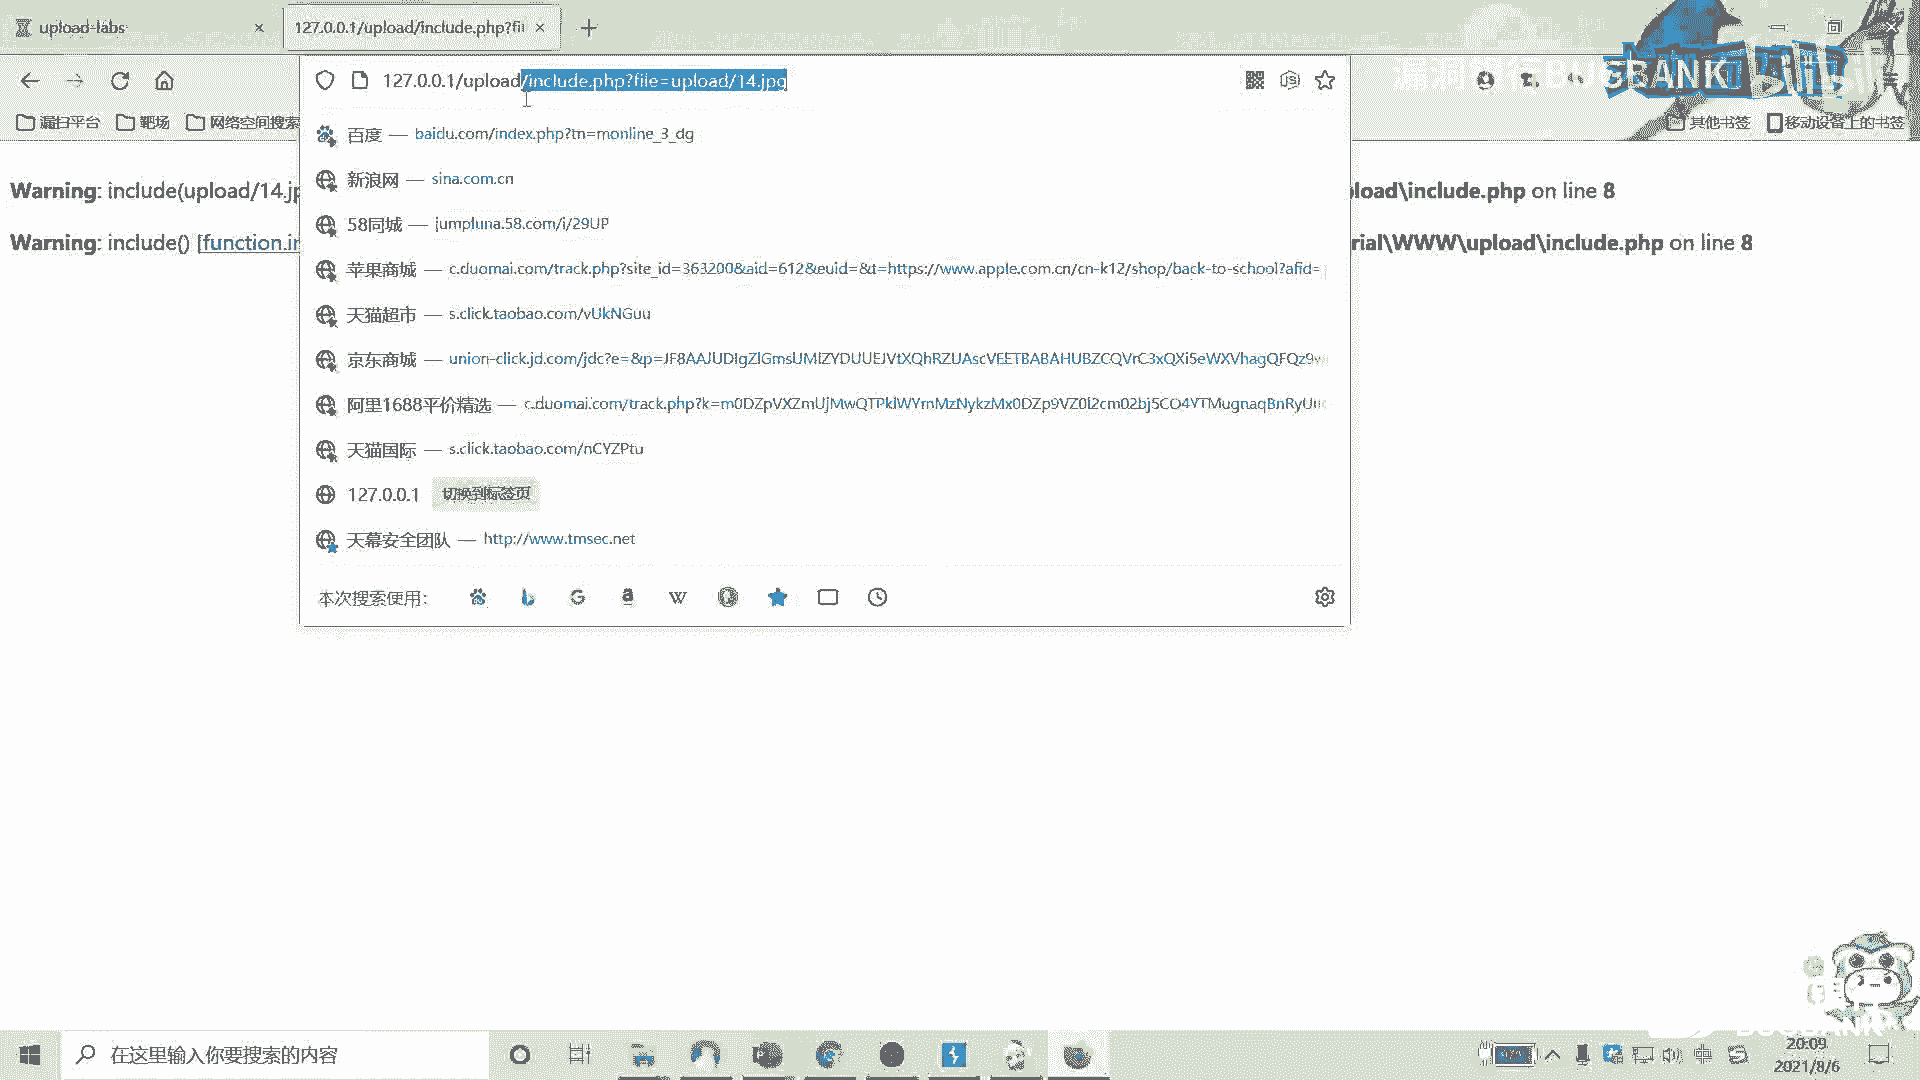 upload-labs
127.0.0.1/upload/include.php?fil
127.0.0.1/upload/include.php?file=upload/14.jpg
漏洞银行BUGBANK
bilibili
漏扫平台
靶场
网络空间搜索
其他书签
移动设备上的书签
百度 — baidu.com/index.php?tn=monline_3_dg
新浪网 — sina.com.cn
58同城 — jumpluna.58.com/i/29UP
苹果商城 — c.duomai.com/track.php?site_id=363200&aid=612&euid=&t=https://www.apple.com.cn/cn-k12/shop/back-to-school?afid=
天猫超市 — s.click.taobao.com/vUkNGuu
京东商城 — union-click.jd.com/jdc?e=&p=
阿里1688平价精选 — c.duomai.com/track.php?k=
天猫国际 — s.click.taobao.com/nCYZPtu
127.0.0.1 切换到标签页
天幕安全团队 — http://www.tmsec.net
本次搜索使用:
Warning: include(upload/14.jp
pload\include.php on line 8
Warning: include() [function.in
rial\WWW\upload\include.php on line 8
BUGBANK
在这里输入你要搜索的内容
20:09
2021/8/6